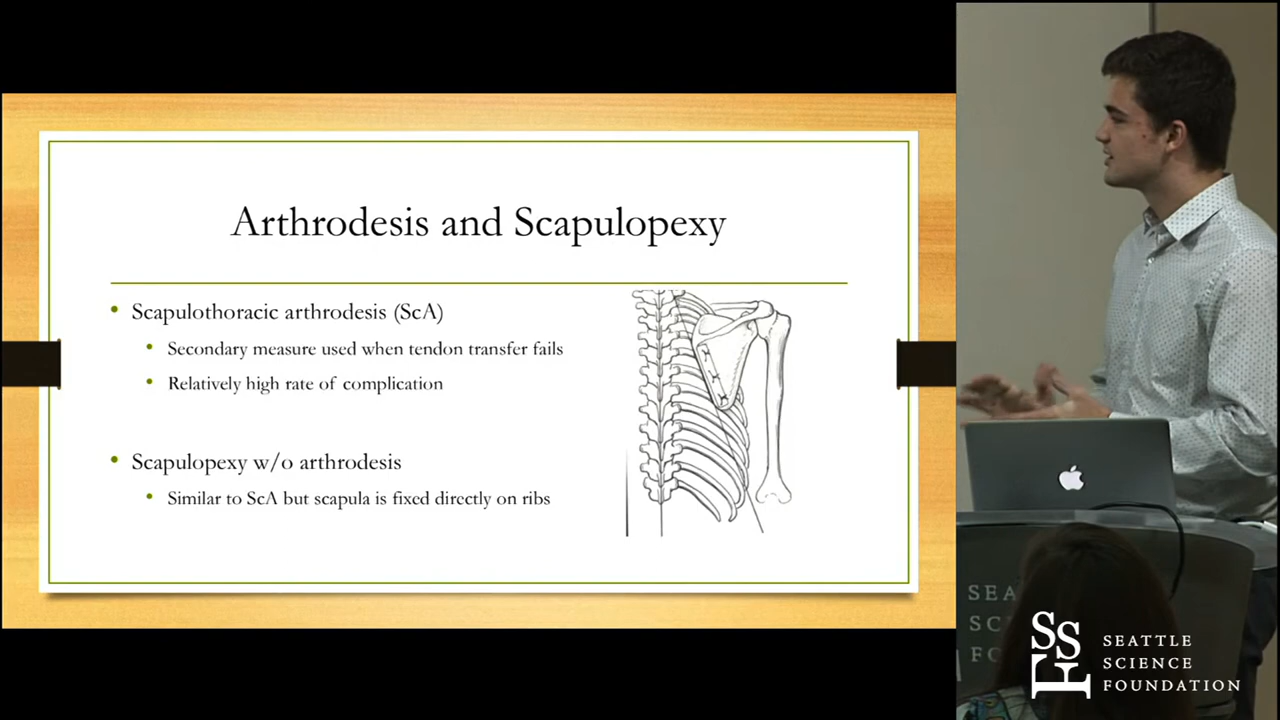 Arthrodesis and Scapulopexy
Scapulothoracic arthrodesis (ScA)
Secondary measure used when tendon transfer fails
Relatively high rate of complication
Scapulopexy w/o arthrodesis
Similar to ScA but scapula is fixed directly on ribs
SEA
SC
FO
SSF
SEATTLE
SCIENCE
FOUNDATION